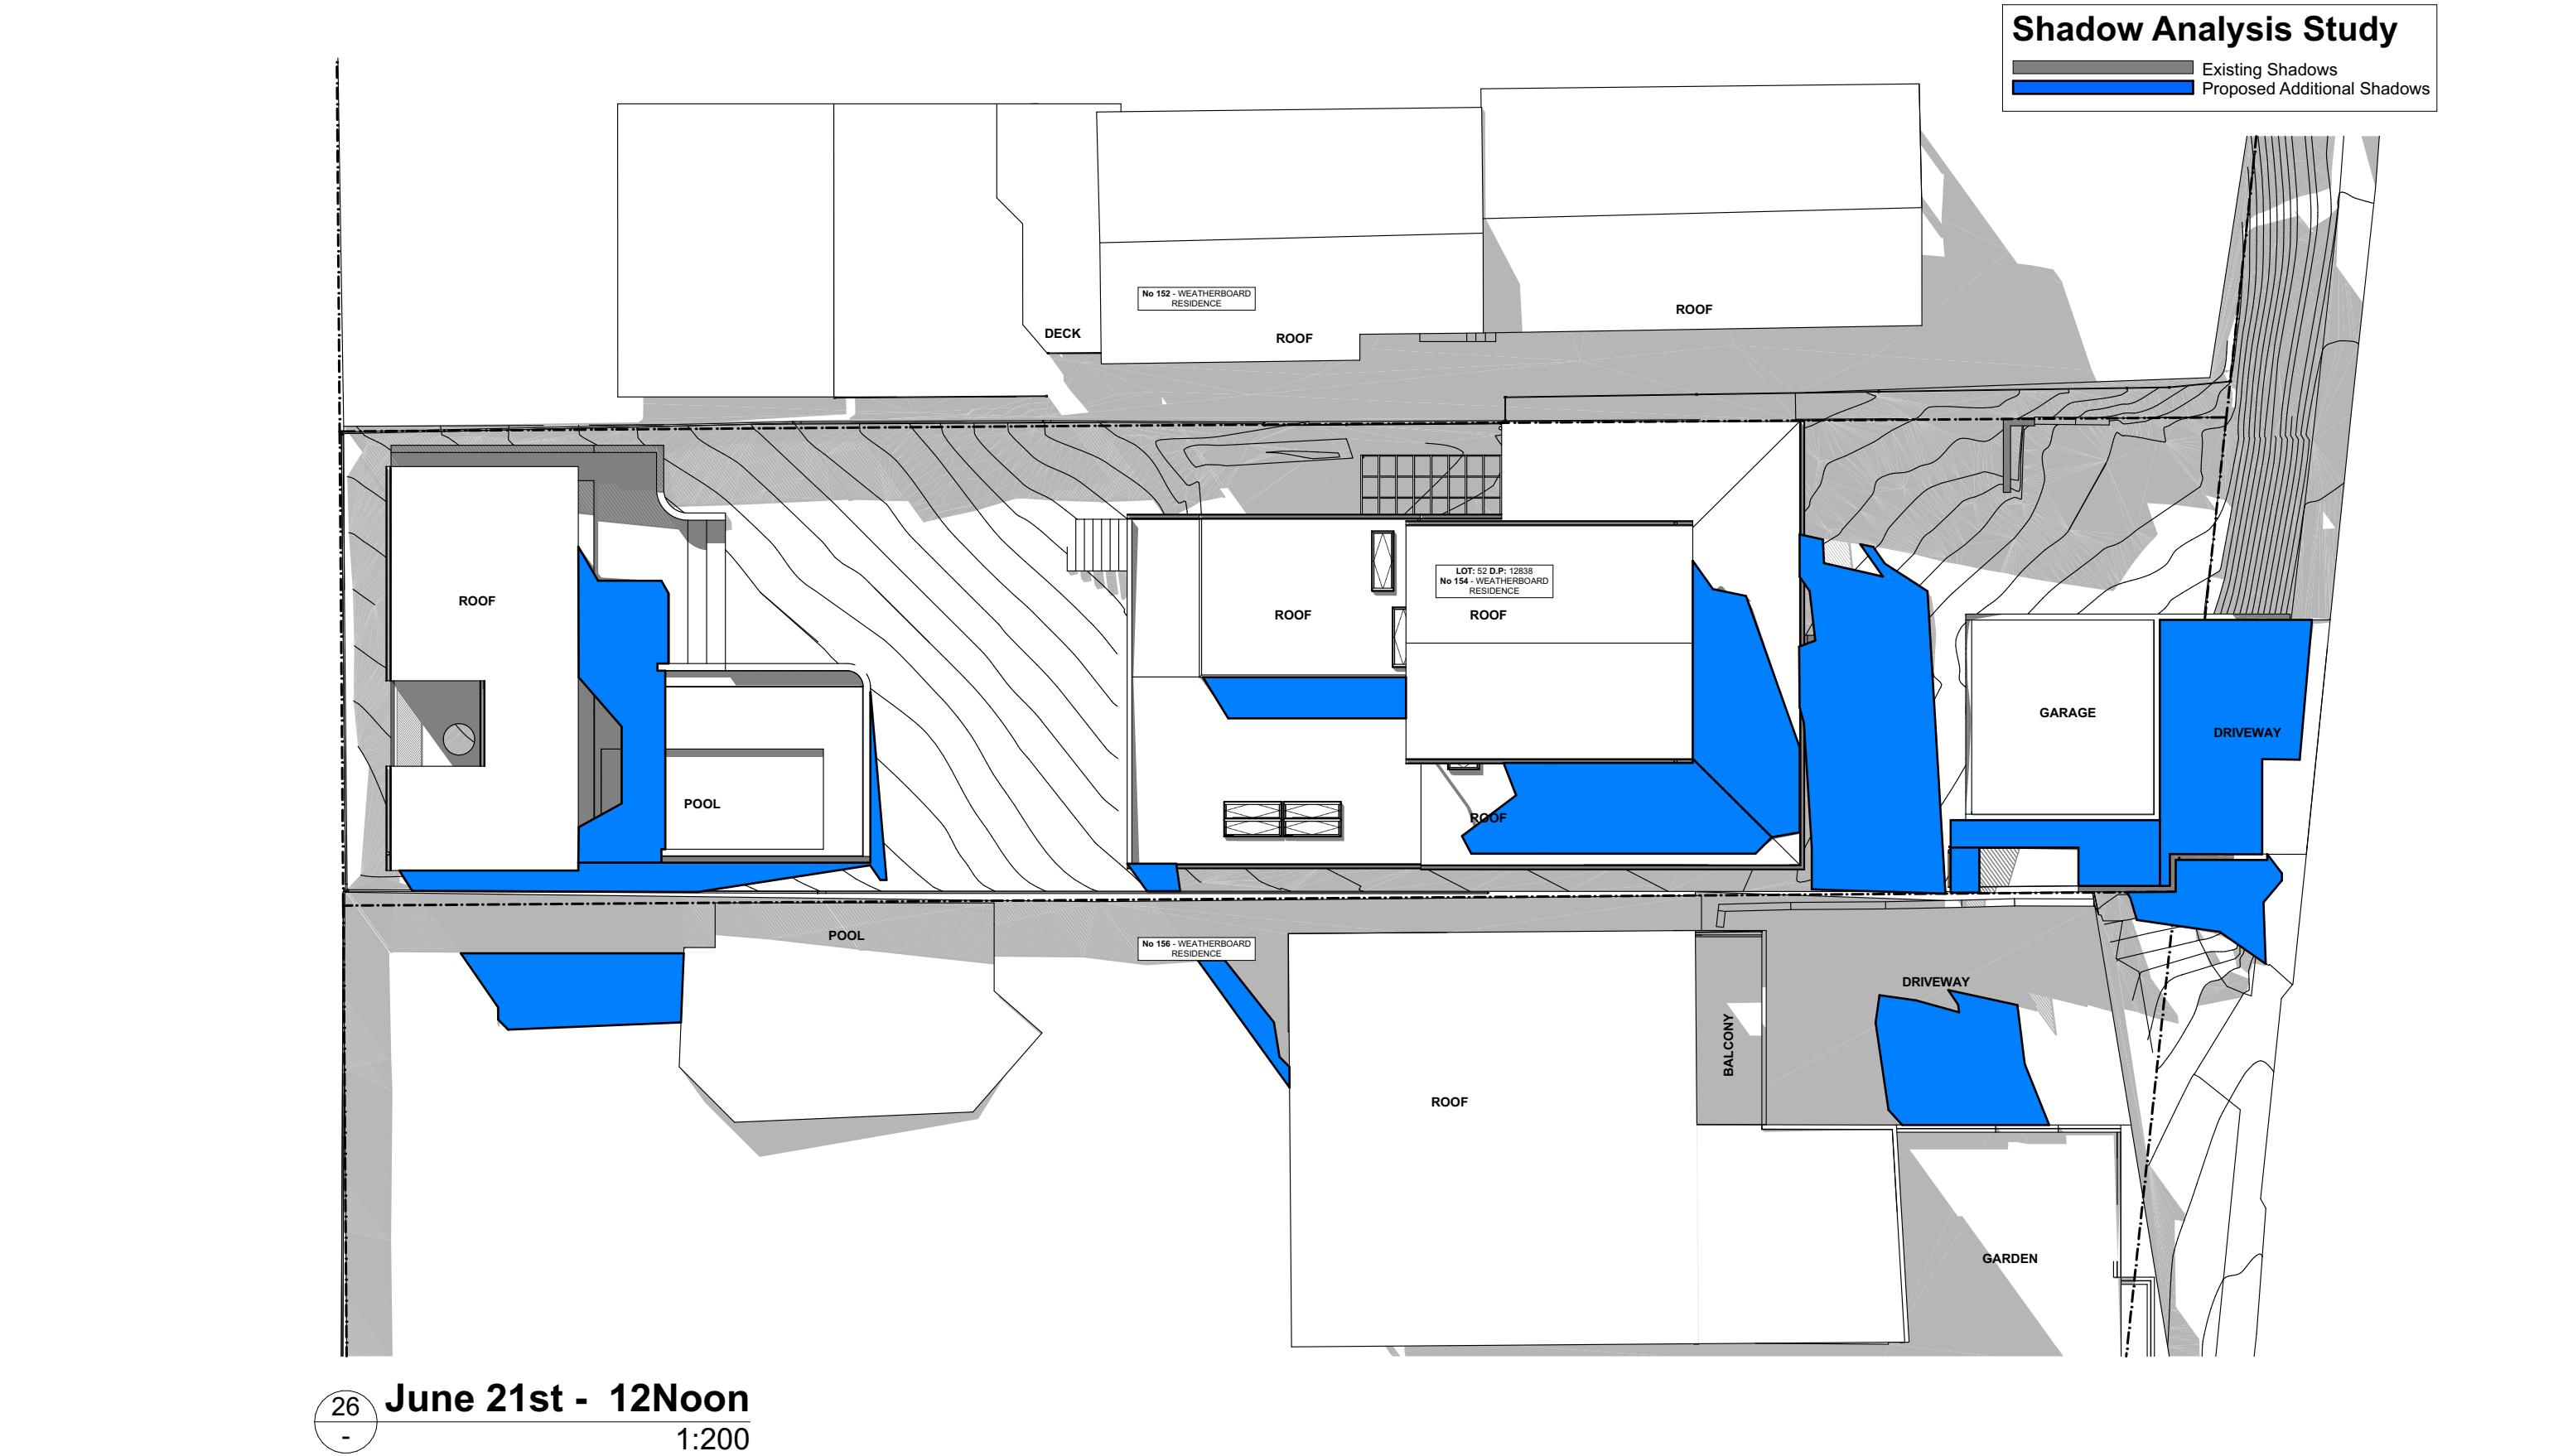 Shadow Analysis Study
Existing Shadows
Proposed Additional Shadows
No 152 - WEATHERBOARD
RESIDENCE
DECK
ROOF
ROOF
LOT: 52 D.P: 12838
No 154 - WEATHERBOARD
RESIDENCE
ROOF
ROOF
ROOF
GARAGE
DRIVEWAY
POOL
ROOF
POOL
No 156 - WEATHERBOARD
RESIDENCE
DRIVEWAY
BALCONY
ROOF
GARDEN
26
-
June 21st - 12Noon
1:200